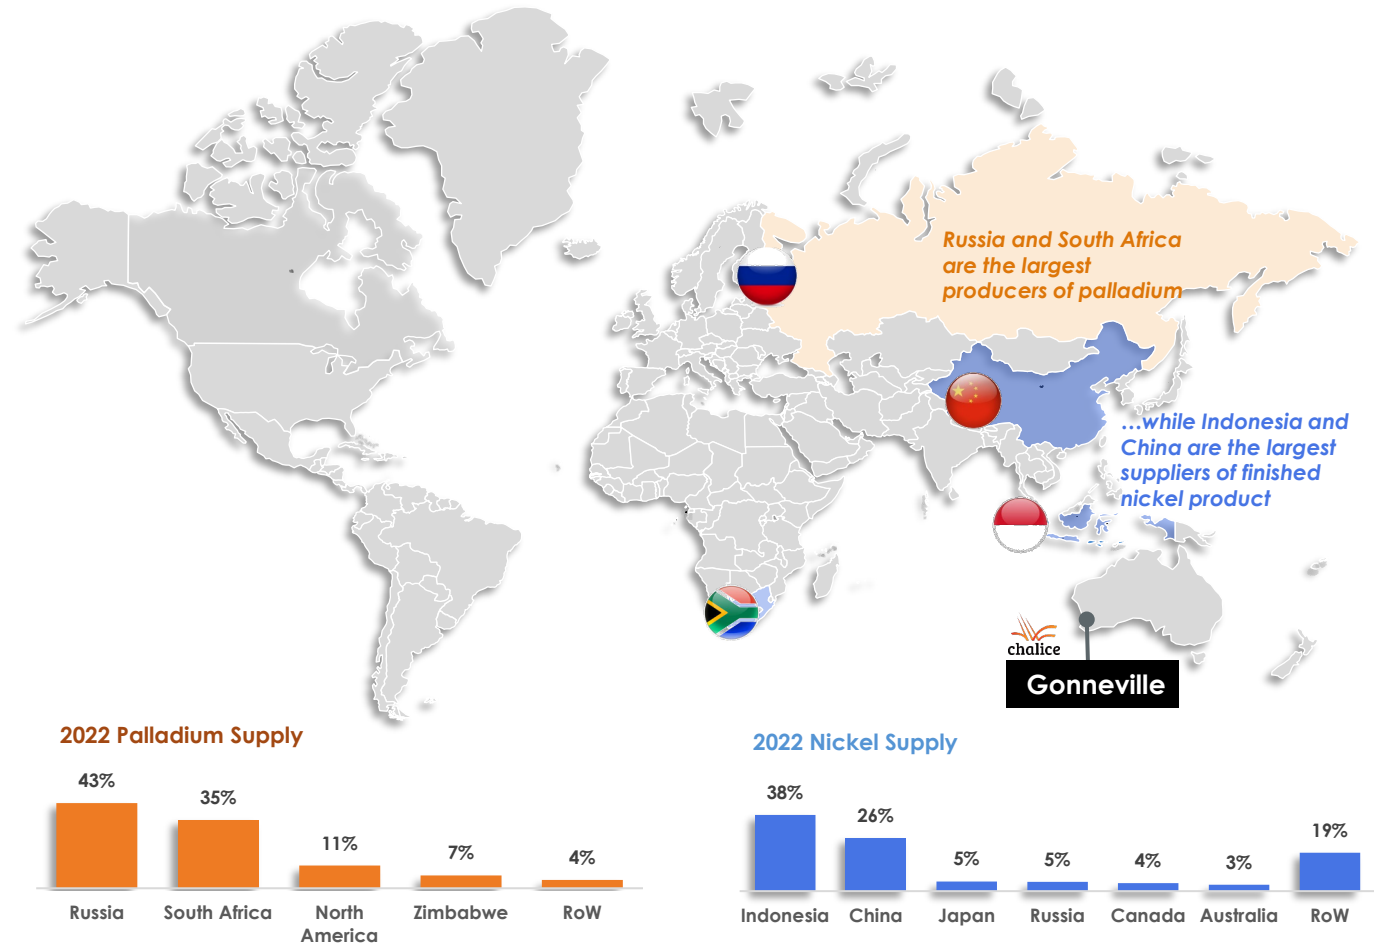 Russia and South Africa
are the largest
producers of palladium
...while Indonesia and
China are the largest
suppliers of finished
nickel product
chalice
Gonneville
2022 Palladium Supply
43%
35%
11%
7%
4%
Russia
South Africa
North
America
Zimbabwe
RoW
2022 Nickel Supply
38%
26%
5%
5%
4%
3%
19%
Indonesia
China
Japan
Russia
Canada
Australia
RoW